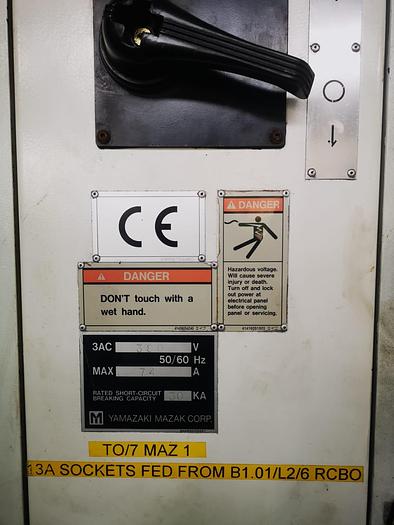 CE
DANGER
DON'T touch with a
wet hand.
DANGER
Hazardous voltage.
Will cause severe
injury or death.
Turn off and lock
out power at
electrical panel
before opening
panel or servicing.
3AC V
50/60 Hz
MAX A
RATED SHORT-CIRCUIT
BREAKING CAPACITY KA
M YAMAZAKI MAZAK CORP.
TO/7 MAZ 1
13A SOCKETS FED FROM B1.01/L2/6 RCBO